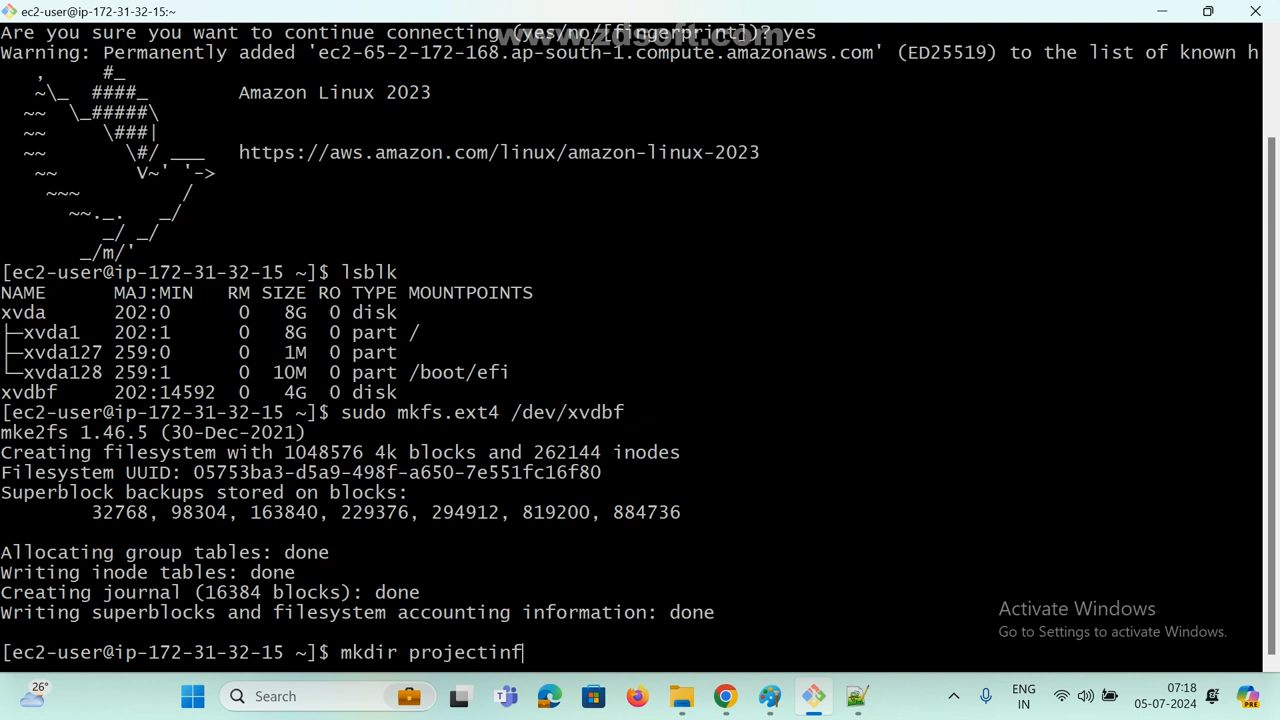 ec2-user@ip-172-31-32-15:~
Are you sure you want to continue connecting (yes/no/[fingerprint])? yes
www.zdsoft.com
Warning: Permanently added 'ec2-65-2-172-168.ap-south-1.compute.amazonaws.com' (ED25519) to the list of known h
   ,     #_
   ~\_  ####_        Amazon Linux 2023
  ~~  \_#####\
  ~~     \###|
  ~~       \#/ ___   https://aws.amazon.com/linux/amazon-linux-2023
   ~~       V~' '->
    ~~~         /
      ~~._.   _/
         _/ _/
       _/m/'
[ec2-user@ip-172-31-32-15 ~]$ lsblk
NAME      MAJ:MIN   RM SIZE RO TYPE MOUNTPOINTS
xvda      202:0      0   8G  0 disk
├─xvda1   202:1      0   8G  0 part /
├─xvda127 259:0      0   1M  0 part
└─xvda128 259:1      0  10M  0 part /boot/efi
xvdbf     202:14592  0   4G  0 disk
[ec2-user@ip-172-31-32-15 ~]$ sudo mkfs.ext4 /dev/xvdbf
mke2fs 1.46.5 (30-Dec-2021)
Creating filesystem with 1048576 4k blocks and 262144 inodes
Filesystem UUID: 05753ba3-d5a9-498f-a650-7e551fc16f80
Superblock backups stored on blocks:
        32768, 98304, 163840, 229376, 294912, 819200, 884736
Allocating group tables: done
Writing inode tables: done
Creating journal (16384 blocks): done
Writing superblocks and filesystem accounting information: done
[ec2-user@ip-172-31-32-15 ~]$ mkdir projectinf
Activate Windows
Go to Settings to activate Windows.
26°
Search
ENG
IN
07:18
05-07-2024
PRE